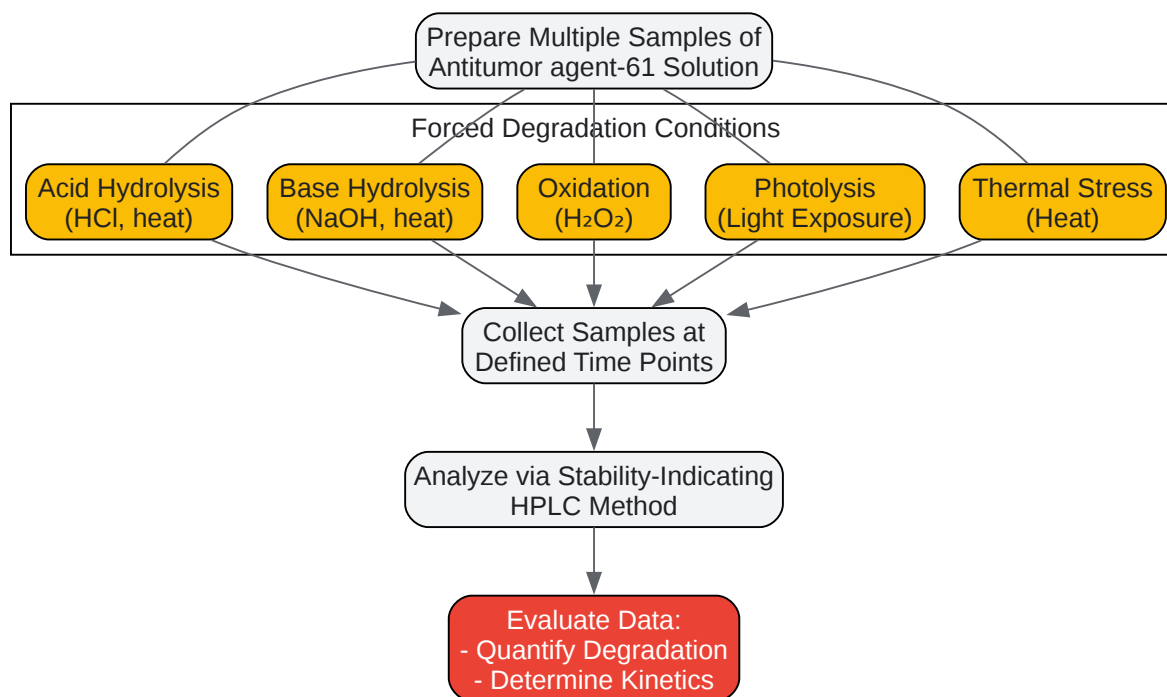 Prepare Multiple Samples of
Antitumor agent-61 Solution
Forced Degradation Conditions
Acid Hydrolysis
(HCl, heat)
Base Hydrolysis
(NaOH, heat)
Oxidation
(H₂O₂)
Photolysis
(Light Exposure)
Thermal Stress
(Heat)
Collect Samples at
Defined Time Points
Analyze via Stability-Indicating
HPLC Method
Evaluate Data:
- Quantify Degradation
- Determine Kinetics